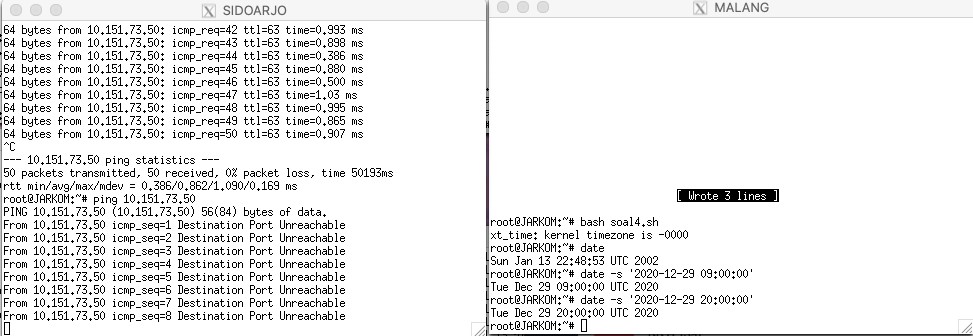 SIDOARJO
64 bytes from 10.151.73.50: icmp_req=42 ttl=63 time=0.993 ms
64 bytes from 10.151.73.50: icmp_req=43 ttl=63 time=0.898 ms
64 bytes from 10.151.73.50: icmp_req=44 ttl=63 time=0.386 ms
64 bytes from 10.151.73.50: icmp_req=45 ttl=63 time=0.880 ms
64 bytes from 10.151.73.50: icmp_req=46 ttl=63 time=0.500 ms
64 bytes from 10.151.73.50: icmp_req=47 ttl=63 time=1.03 ms
64 bytes from 10.151.73.50: icmp_req=48 ttl=63 time=0.995 ms
64 bytes from 10.151.73.50: icmp_req=49 ttl=63 time=0.865 ms
64 bytes from 10.151.73.50: icmp_req=50 ttl=63 time=0.907 ms
^C
--- 10.151.73.50 ping statistics ---
50 packets transmitted, 50 received, 0% packet loss, time 50193ms
rtt min/avg/max/mdev = 0.386/0.862/1.090/0.169 ms
root@JARKOM:~# ping 10.151.73.50
PING 10.151.73.50 (10.151.73.50) 56(84) bytes of data.
From 10.151.73.50 icmp_seq=1 Destination Port Unreachable
From 10.151.73.50 icmp_seq=2 Destination Port Unreachable
From 10.151.73.50 icmp_seq=3 Destination Port Unreachable
From 10.151.73.50 icmp_seq=4 Destination Port Unreachable
From 10.151.73.50 icmp_seq=5 Destination Port Unreachable
From 10.151.73.50 icmp_seq=6 Destination Port Unreachable
From 10.151.73.50 icmp_seq=7 Destination Port Unreachable
From 10.151.73.50 icmp_seq=8 Destination Port Unreachable
MALANG
[ Wrote 3 lines ]
root@JARKOM:~# bash soal4.sh
xt_time: kernel timezone is -0000
root@JARKOM:~# date
Sun Jan 13 22:48:53 UTC 2002
root@JARKOM:~# date -s '2020-12-29 09:00:00'
Tue Dec 29 09:00:00 UTC 2020
root@JARKOM:~# date -s '2020-12-29 20:00:00'
Tue Dec 29 20:00:00 UTC 2020
root@JARKOM:~#